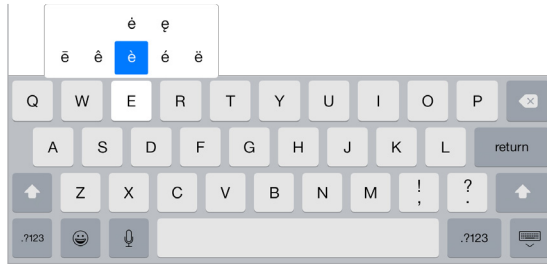 ė ę
ē ê è é ë
Q W E R T Y U I O P
A S D F G H J K L return
Z X C V B N M ! , ? .
.?123 .?123